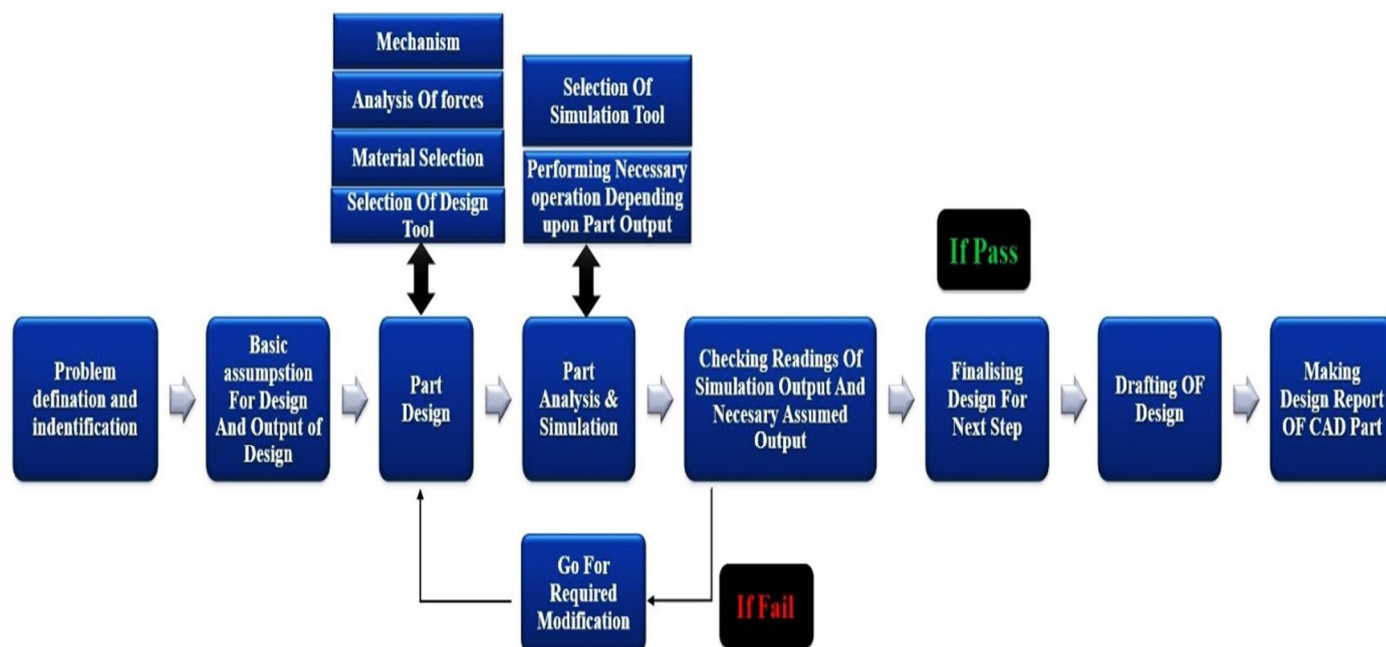 Mechanism
Analysis Of forces
Material Selection
Selection Of Design
Tool
Selection Of
Simulation Tool
Performing Necessary
operation Depending
upon Part Output
If Pass
Problem
defination and
indentification
Basic
assumpstion
For Design
And Output of
Design
Part
Design
Part
Analysis &
Simulation
Checking Readings Of
Simulation Output And
Necesary Assumed
Output
Finalising
Design For
Next Step
Drafting OF
Design
Making
Design Report
OF CAD Part
Go For
Required
Modification
If Fail